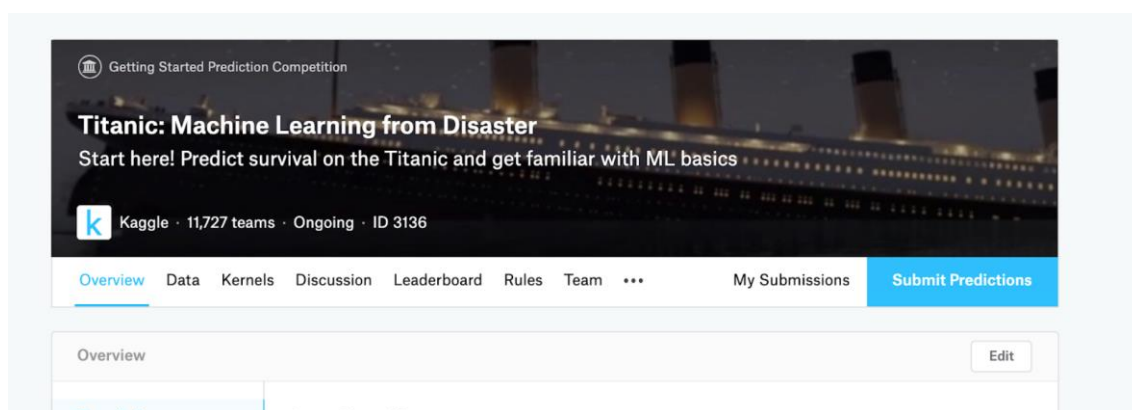 Getting Started Prediction Competition
Titanic: Machine Learning from Disaster
Start here! Predict survival on the Titanic and get familiar with ML basics
k Kaggle · 11,727 teams · Ongoing · ID 3136
Overview Data Kernels Discussion Leaderboard Rules Team ••• My Submissions Submit Predictions
Overview Edit